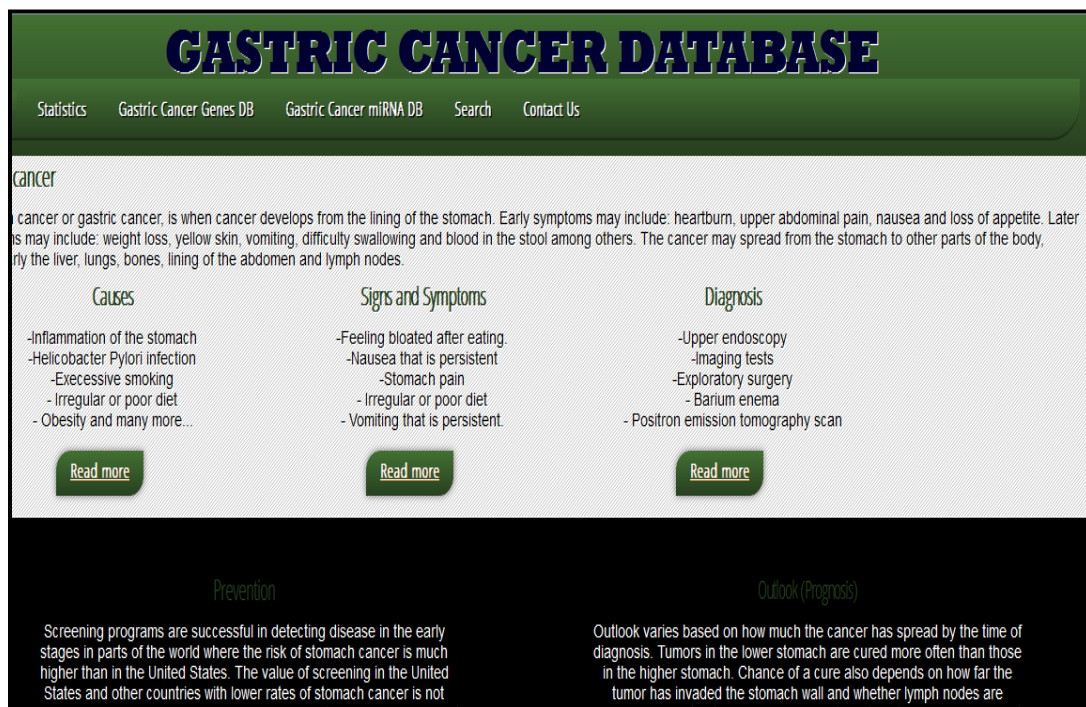 GASTRIC CANCER DATABASE
Statistics Gastric Cancer Genes DB Gastric Cancer miRNA DB Search Contact Us
cancer
cancer or gastric cancer, is when cancer develops from the lining of the stomach. Early symptoms may include: heartburn, upper abdominal pain, nausea and loss of appetite. Later
may include: weight loss, yellow skin, vomiting, difficulty swallowing and blood in the stool among others. The cancer may spread from the stomach to other parts of the body,
the liver, lungs, bones, lining of the abdomen and lymph nodes.
Causes
-Inflammation of the stomach
-Helicobacter Pylori infection
-Execessive smoking
- Irregular or poor diet
- Obesity and many more...
Read more
Signs and Symptoms
-Feeling bloated after eating.
-Nausea that is persistent
-Stomach pain
- Irregular or poor diet
- Vomiting that is persistent.
Read more
Diagnosis
-Upper endoscopy
-Imaging tests
-Exploratory surgery
- Barium enema
- Positron emission tomography scan
Read more
Prevention
Screening programs are successful in detecting disease in the early
stages in parts of the world where the risk of stomach cancer is much
higher than in the United States. The value of screening in the United
States and other countries with lower rates of stomach cancer is not
Outlook (Prognosis)
Outlook varies based on how much the cancer has spread by the time of
diagnosis. Tumors in the lower stomach are cured more often than those
in the higher stomach. Chance of a cure also depends on how far the
tumor has invaded the stomach wall and whether lymph nodes are